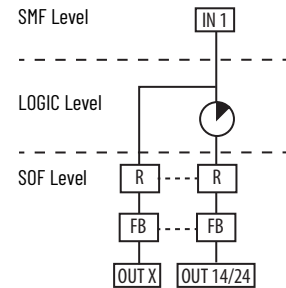 SMF Level
IN 1
LOGIC Level
SOF Level
R R
FB FB
OUT X OUT 14/24